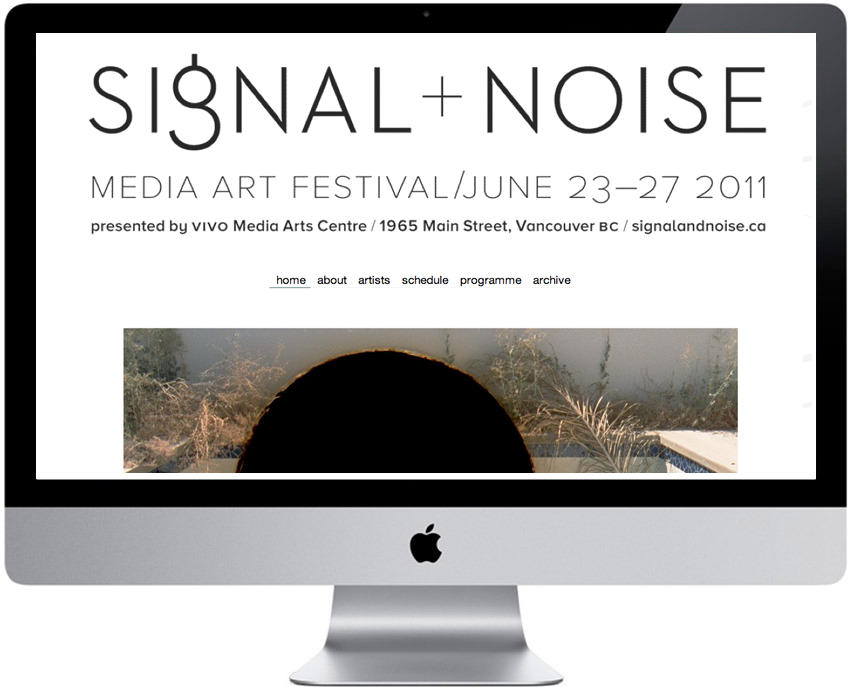 SIgNAL + NOISE
MEDIA ART FESTIVAL/JUNE 23–27 2011
presented by VIVO Media Arts Centre / 1965 Main Street, Vancouver BC / signalandnoise.ca
home about artists schedule programme archive